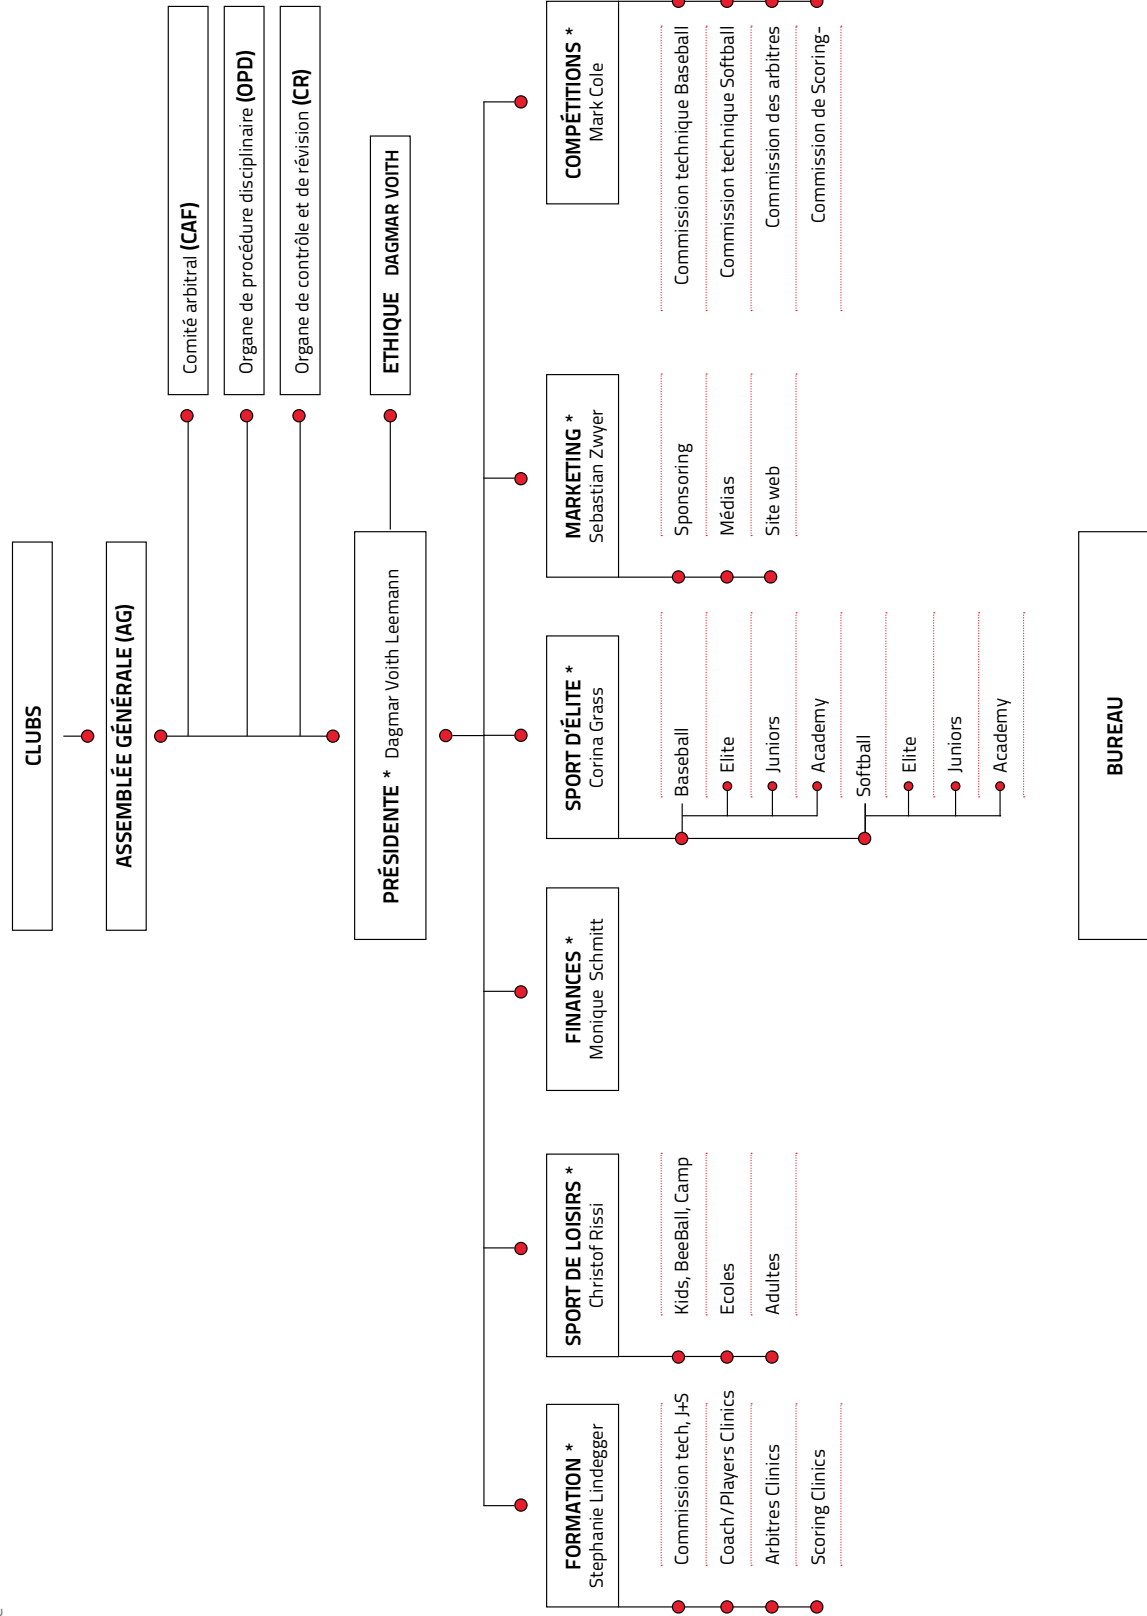 CLUBS
ASSEMBLÉE GÉNÉRALE (AG)
Comité arbitral (CAF)
Organe de procédure disciplinaire (OPD)
Organe de contrôle et de révision (CR)
PRÉSIDENTE * Dagmar Voith Leemann
ETHIQUE DAGMAR VOITH
FORMATION *
Stephanie Lindegger
Commission tech, J+S
Coach/Players Clinics
Arbitres Clinics
Scoring Clinics
SPORT DE LOISIRS *
Christof Rissi
Kids, BeeBall, Camp
Ecoles
Adultes
FINANCES *
Monique Schmitt
SPORT D'ÉLITE *
Corina Grass
Baseball
Elite
Juniors
Academy
Softball
Elite
Juniors
Academy
MARKETING *
Sebastian Zwyer
Sponsoring
Médias
Site web
COMPÉTITIONS *
Mark Cole
Commission technique Baseball
Commission technique Softball
Commission des arbitres
Commission de Scoring-
BUREAU